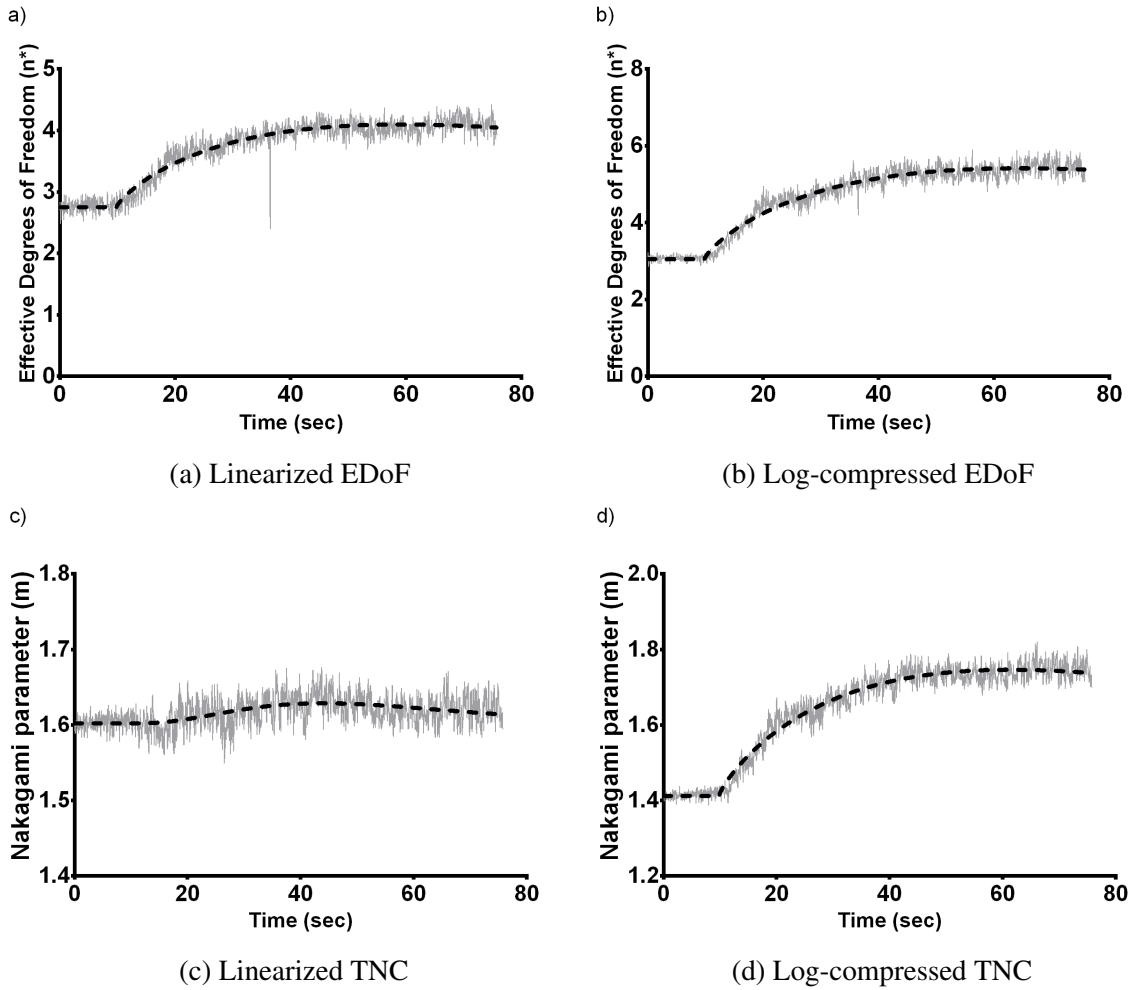 a)
Effective Degrees of Freedom (n*)
5
4
3
2
1
0
0 20 40 60 80
Time (sec)
(a) Linearized EDoF
b)
Effective Degrees of Freedom (n*)
8
6
4
2
0
0 20 40 60 80
Time (sec)
(b) Log-compressed EDoF
c)
Nakagami parameter (m)
1.8
1.7
1.6
1.5
1.4
0 20 40 60 80
Time (sec)
(c) Linearized TNC
d)
Nakagami parameter (m)
2.0
1.8
1.6
1.4
1.2
0 20 40 60 80
Time (sec)
(d) Log-compressed TNC